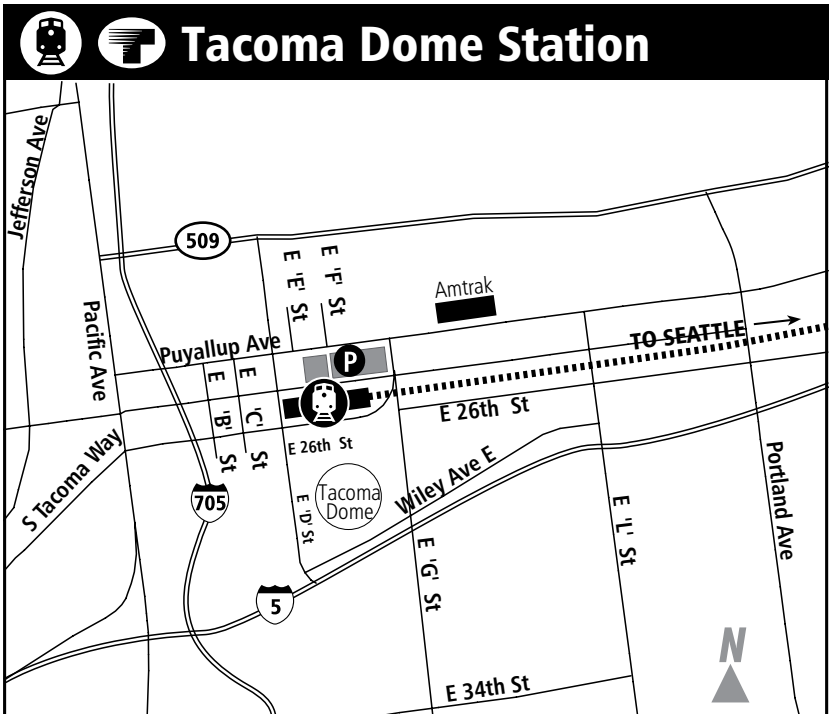 Tacoma Dome Station
Jefferson Ave
509
E 'E' St
E 'F' St
Amtrak
Pacific Ave
Puyallup Ave
P
TO SEATTLE
E 'B' St
E 'C' St
E 26th St
E 26th St
S Tacoma Way
705
Tacoma
Dome
Wiley Ave E
E 'D' St
Portland Ave
E 'L' St
E 'G' St
5
N
E 34th St